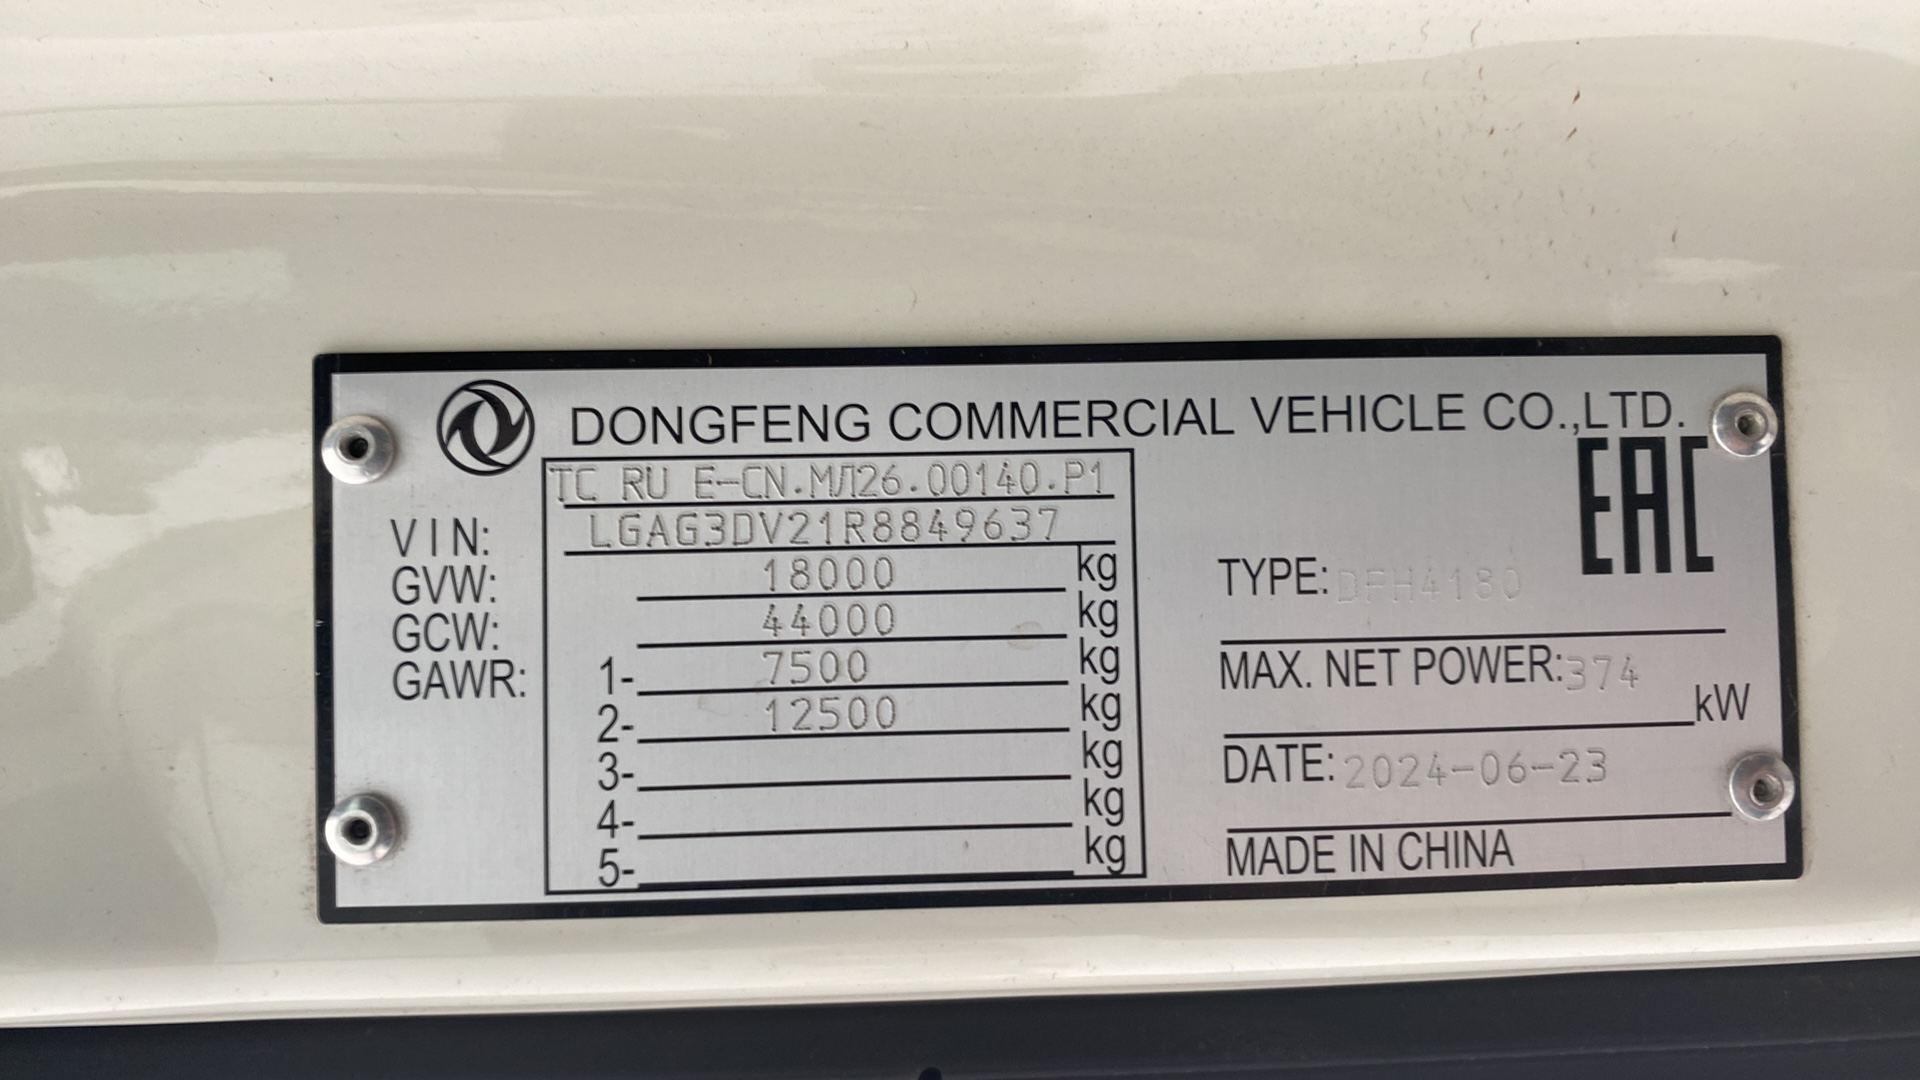 DONGFENG COMMERCIAL VEHICLE CO.,LTD.
EAC
TC RU E-CN.МЛ26.00140.P1
VIN: LGAG3DV21R8849637
GVW: 18000 kg
GCW: 44000 kg
GAWR: 1- 7500 kg
2- 12500 kg
3- kg
4- kg
5- kg
TYPE: DFH4180
MAX. NET POWER: 374 kW
DATE: 2024-06-23
MADE IN CHINA